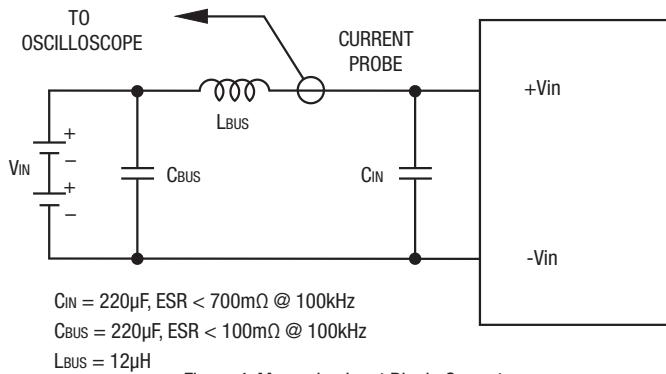 TO
OSCILLOSCOPE
CURRENT
PROBE
+Vin
LBUS
+
VIN
−
+
−
CBUS
CIN
-Vin
CIN = 220µF, ESR < 700mΩ @ 100kHz
CBUS = 220µF, ESR < 100mΩ @ 100kHz
LBUS = 12µH